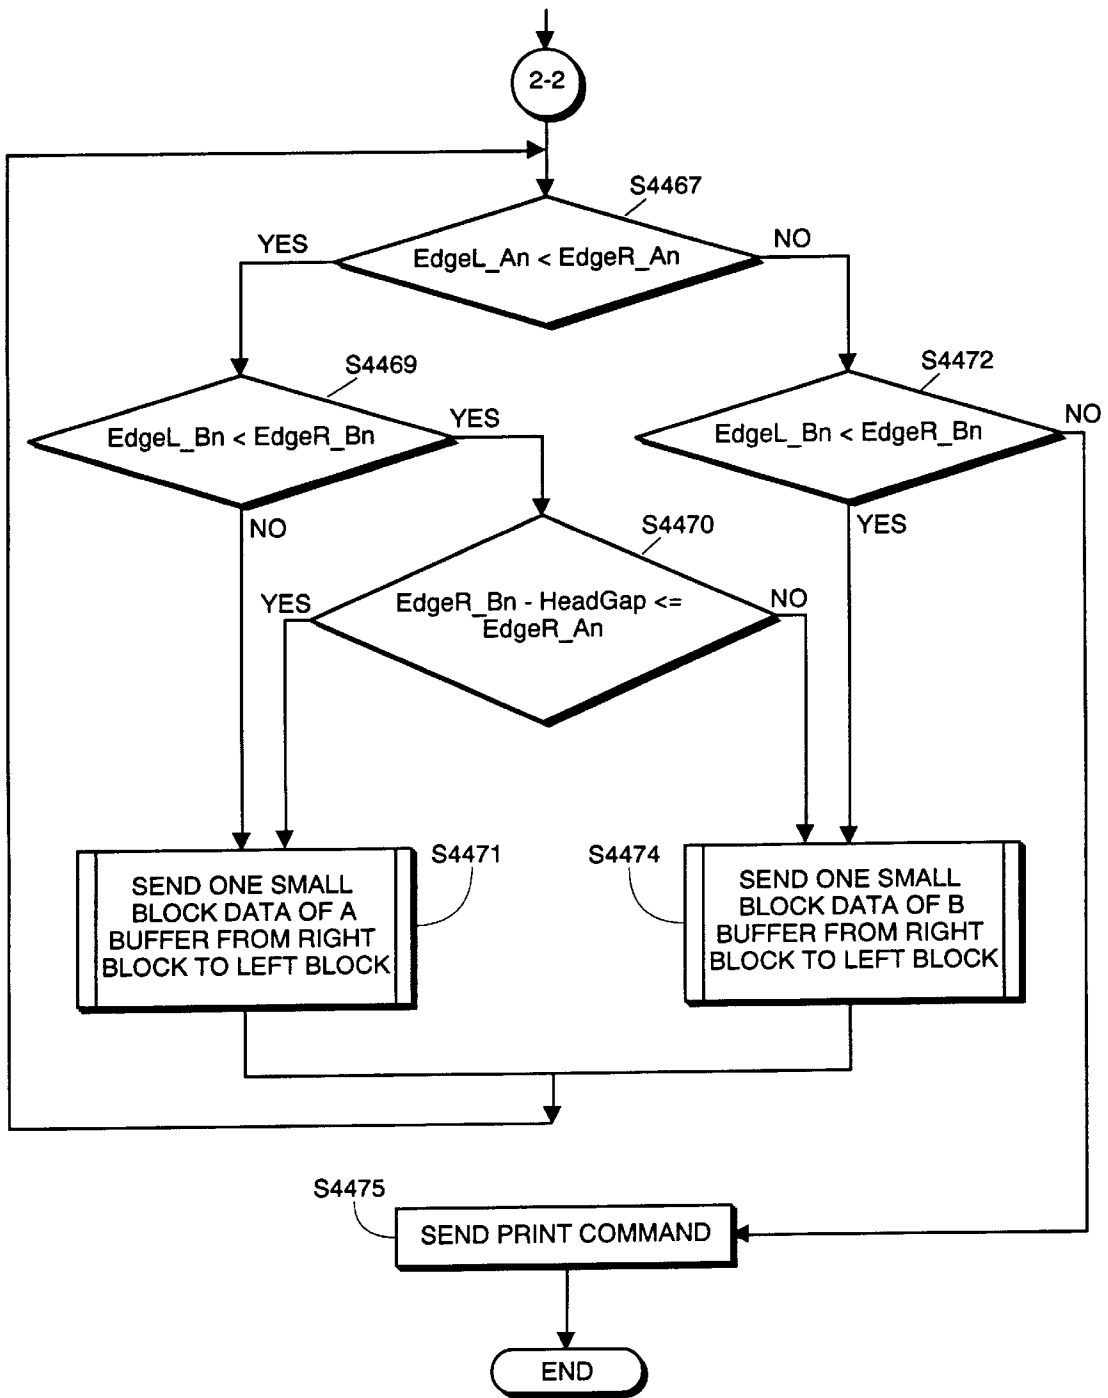 2-2
S4467
YES
NO
EdgeL_An < EdgeR_An
S4469
S4472
YES
NO
EdgeL_Bn < EdgeR_Bn
EdgeL_Bn < EdgeR_Bn
NO
S4470
YES
YES
NO
EdgeR_Bn - HeadGap <=
EdgeR_An
S4471
S4474
SEND ONE SMALL
BLOCK DATA OF A
BUFFER FROM RIGHT
BLOCK TO LEFT BLOCK
SEND ONE SMALL
BLOCK DATA OF B
BUFFER FROM RIGHT
BLOCK TO LEFT BLOCK
S4475
SEND PRINT COMMAND
END